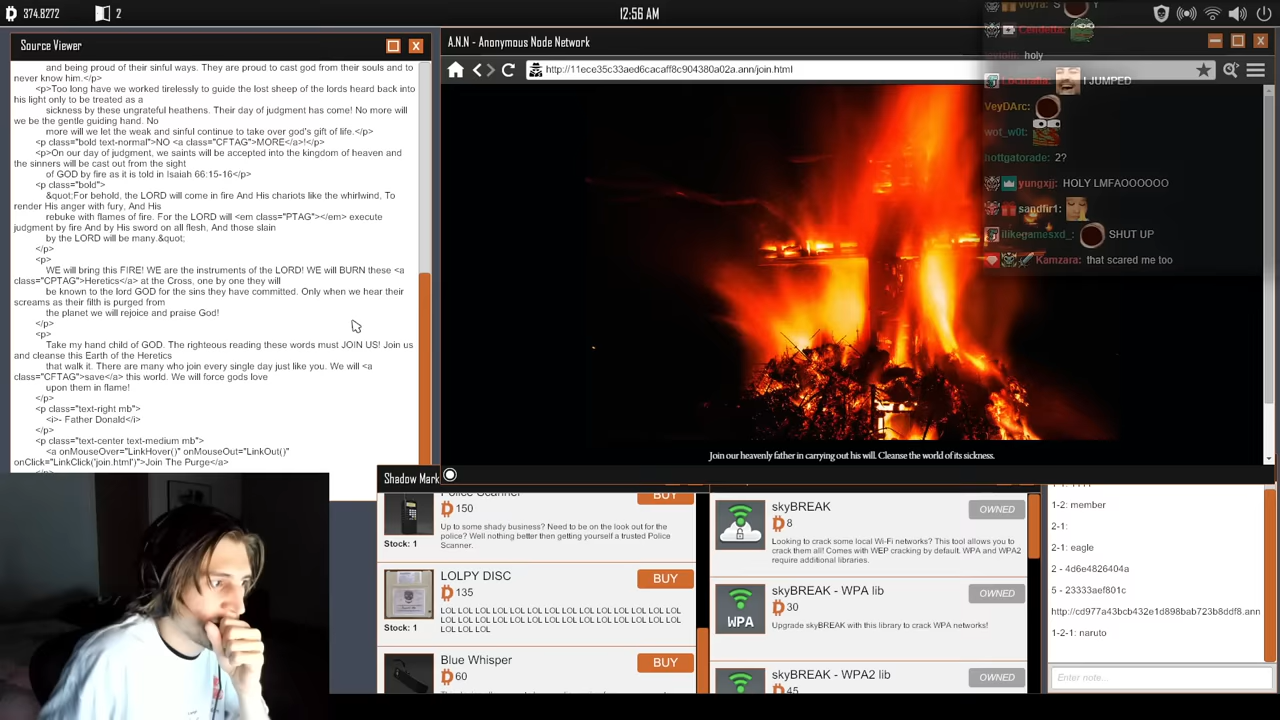 374.8272
2
12:56 AM
Source Viewer
and being proud of their sinful ways. They are proud to cast god from their souls and to
never know him.</p>
<p>Too long have we worked tirelessly to guide the lost sheep of the lords heard back into
his light only to be treated as a
sickness by these ungrateful heathens. Their day of judgment has come! No more will
we be the gentle guiding hand. No
more will we let the weak and sinful continue to take over god's gift of life.</p>
<p class="bold text-normal">NO <a class="CFTAG">MORE</a>!</p>
<p>On our day of judgment, we saints will be accepted into the kingdom of heaven and
the sinners will be cast out from the sight
of GOD by fire as it is told in Isaiah 66:15-16</p>
<p class="bold">
&quot;For behold, the LORD will come in fire And His chariots like the whirlwind, To
render His anger with fury, And His
rebuke with flames of fire. For the LORD will <em class="PTAG"></em> execute
judgment by fire And by His sword on all flesh, And those slain
by the LORD will be many.&quot;
</p>
<p>
WE will bring this FIRE! WE are the instruments of the LORD! WE will BURN these <a
class="CPTAG">Heretics</a> at the Cross, one by one they will
be known to the lord GOD for the sins they have committed. Only when we hear their
screams as their filth is purged from
the planet we will rejoice and praise God!
</p>
<p>
Take my hand child of GOD. The righteous reading these words must JOIN US! Join us
and cleanse this Earth of the Heretics
that walk it. There are many who join every single day just like you. We will <a
class="CFTAG">save</a> this world. We will force gods love
upon them in flame!
</p>
<p class="text-right mb">
<i>- Father Donald</i>
</p>
<p class="text-center text-medium mb">
<a onMouseOver="LinkHover()" onMouseOut="LinkOut()"
onClick="LinkClick('join.html')">Join The Purge</a>
A.N.N - Anonymous Node Network
http://11ece35c33aed6cacaff8c904380a02a.ann/join.html
Join our heavenly father in carrying out his will. Cleanse the world of its sickness.
voyra: S Y
Cendeda:
holy
Locurafia: I JUMPED
VeyDArc:
wot_w0t:
hottgatorade: 2?
yungxjj: HOLY LMFAOOOOOO
sandfir1:
ilikegamesxd_: SHUT UP
Kamzara: that scared me too
Shadow Mark
Police Scanner
BUY
150
Up to some shady business? Need to be on the look out for the
police? Well nothing better then getting yourself a trusted Police
Scanner.
Stock: 1
LOLPY DISC
BUY
135
LOL LOL LOL LOL LOL LOL LOL LOL LOL LOL LOL LOL LOL LOL
LOL LOL LOL LOL LOL LOL LOL LOL LOL LOL LOL LOL LOL LOL
LOL LOL LOL
Stock: 1
Blue Whisper
BUY
60
skyBREAK
OWNED
8
Looking to crack some local Wi-Fi networks? This tool allows you to
crack them all! Comes with WEP cracking by default. WPA and WPA2
require additional libraries.
skyBREAK - WPA lib
OWNED
30
Upgrade skyBREAK with this library to crack WPA networks!
WPA
skyBREAK - WPA2 lib
OWNED
45
1-2: member
2-1:
2-1: eagle
2 - 4d6e4826404a
5 - 23333aef801c
http://cd977a43bcb432e1d898bab723b8ddf8.ann
1-2-1: naruto
Enter note...